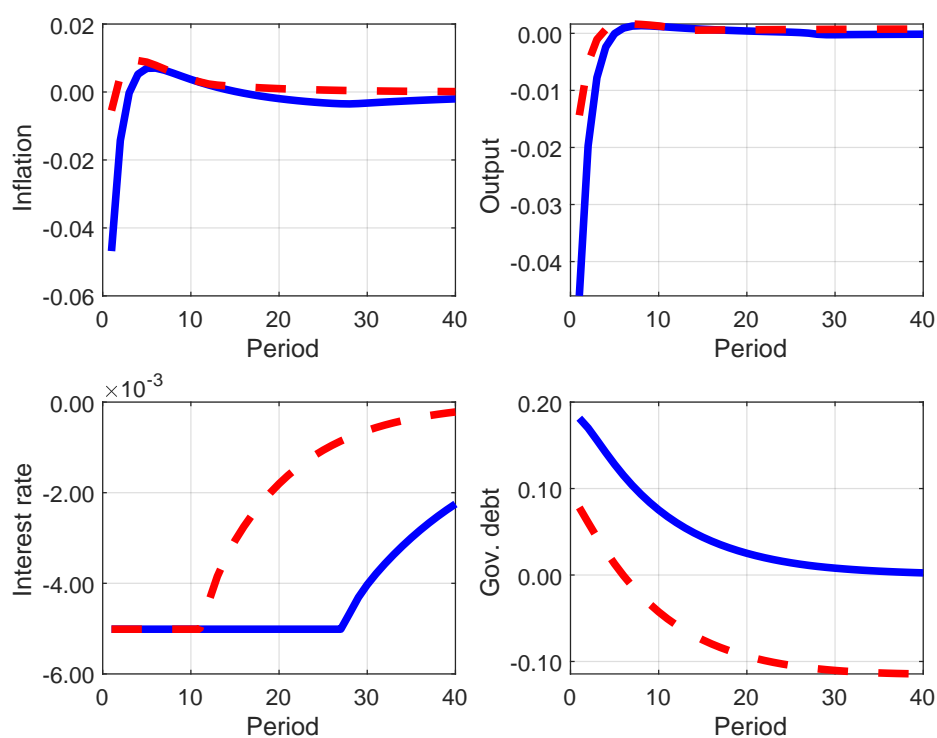 0.02
0.00
-0.02
-0.04
-0.06
Inflation
0 10 20 30 40
Period
0.00
-0.01
-0.02
-0.03
-0.04
Output
0 10 20 30 40
Period
×10⁻³
0.00
-2.00
-4.00
-6.00
Interest rate
0 10 20 30 40
Period
0.20
0.10
0.00
-0.10
Gov. debt
0 10 20 30 40
Period